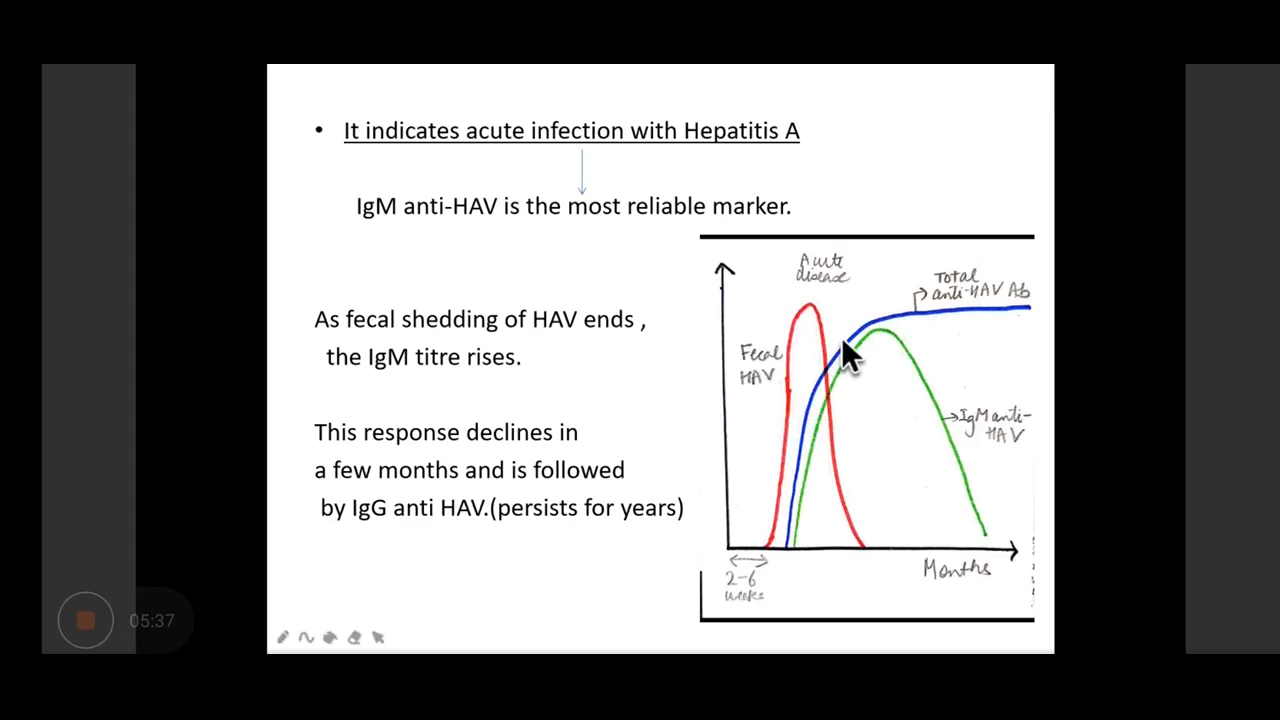 • It indicates acute infection with Hepatitis A
IgM anti-HAV is the most reliable marker.
As fecal shedding of HAV ends ,
the IgM titre rises.
This response declines in
a few months and is followed
by IgG anti HAV.(persists for years)
Acute
disease
Total
anti-HAV Ab
Fecal
HAV
IgM anti-
HAV
Months
2-6
weeks
05:37